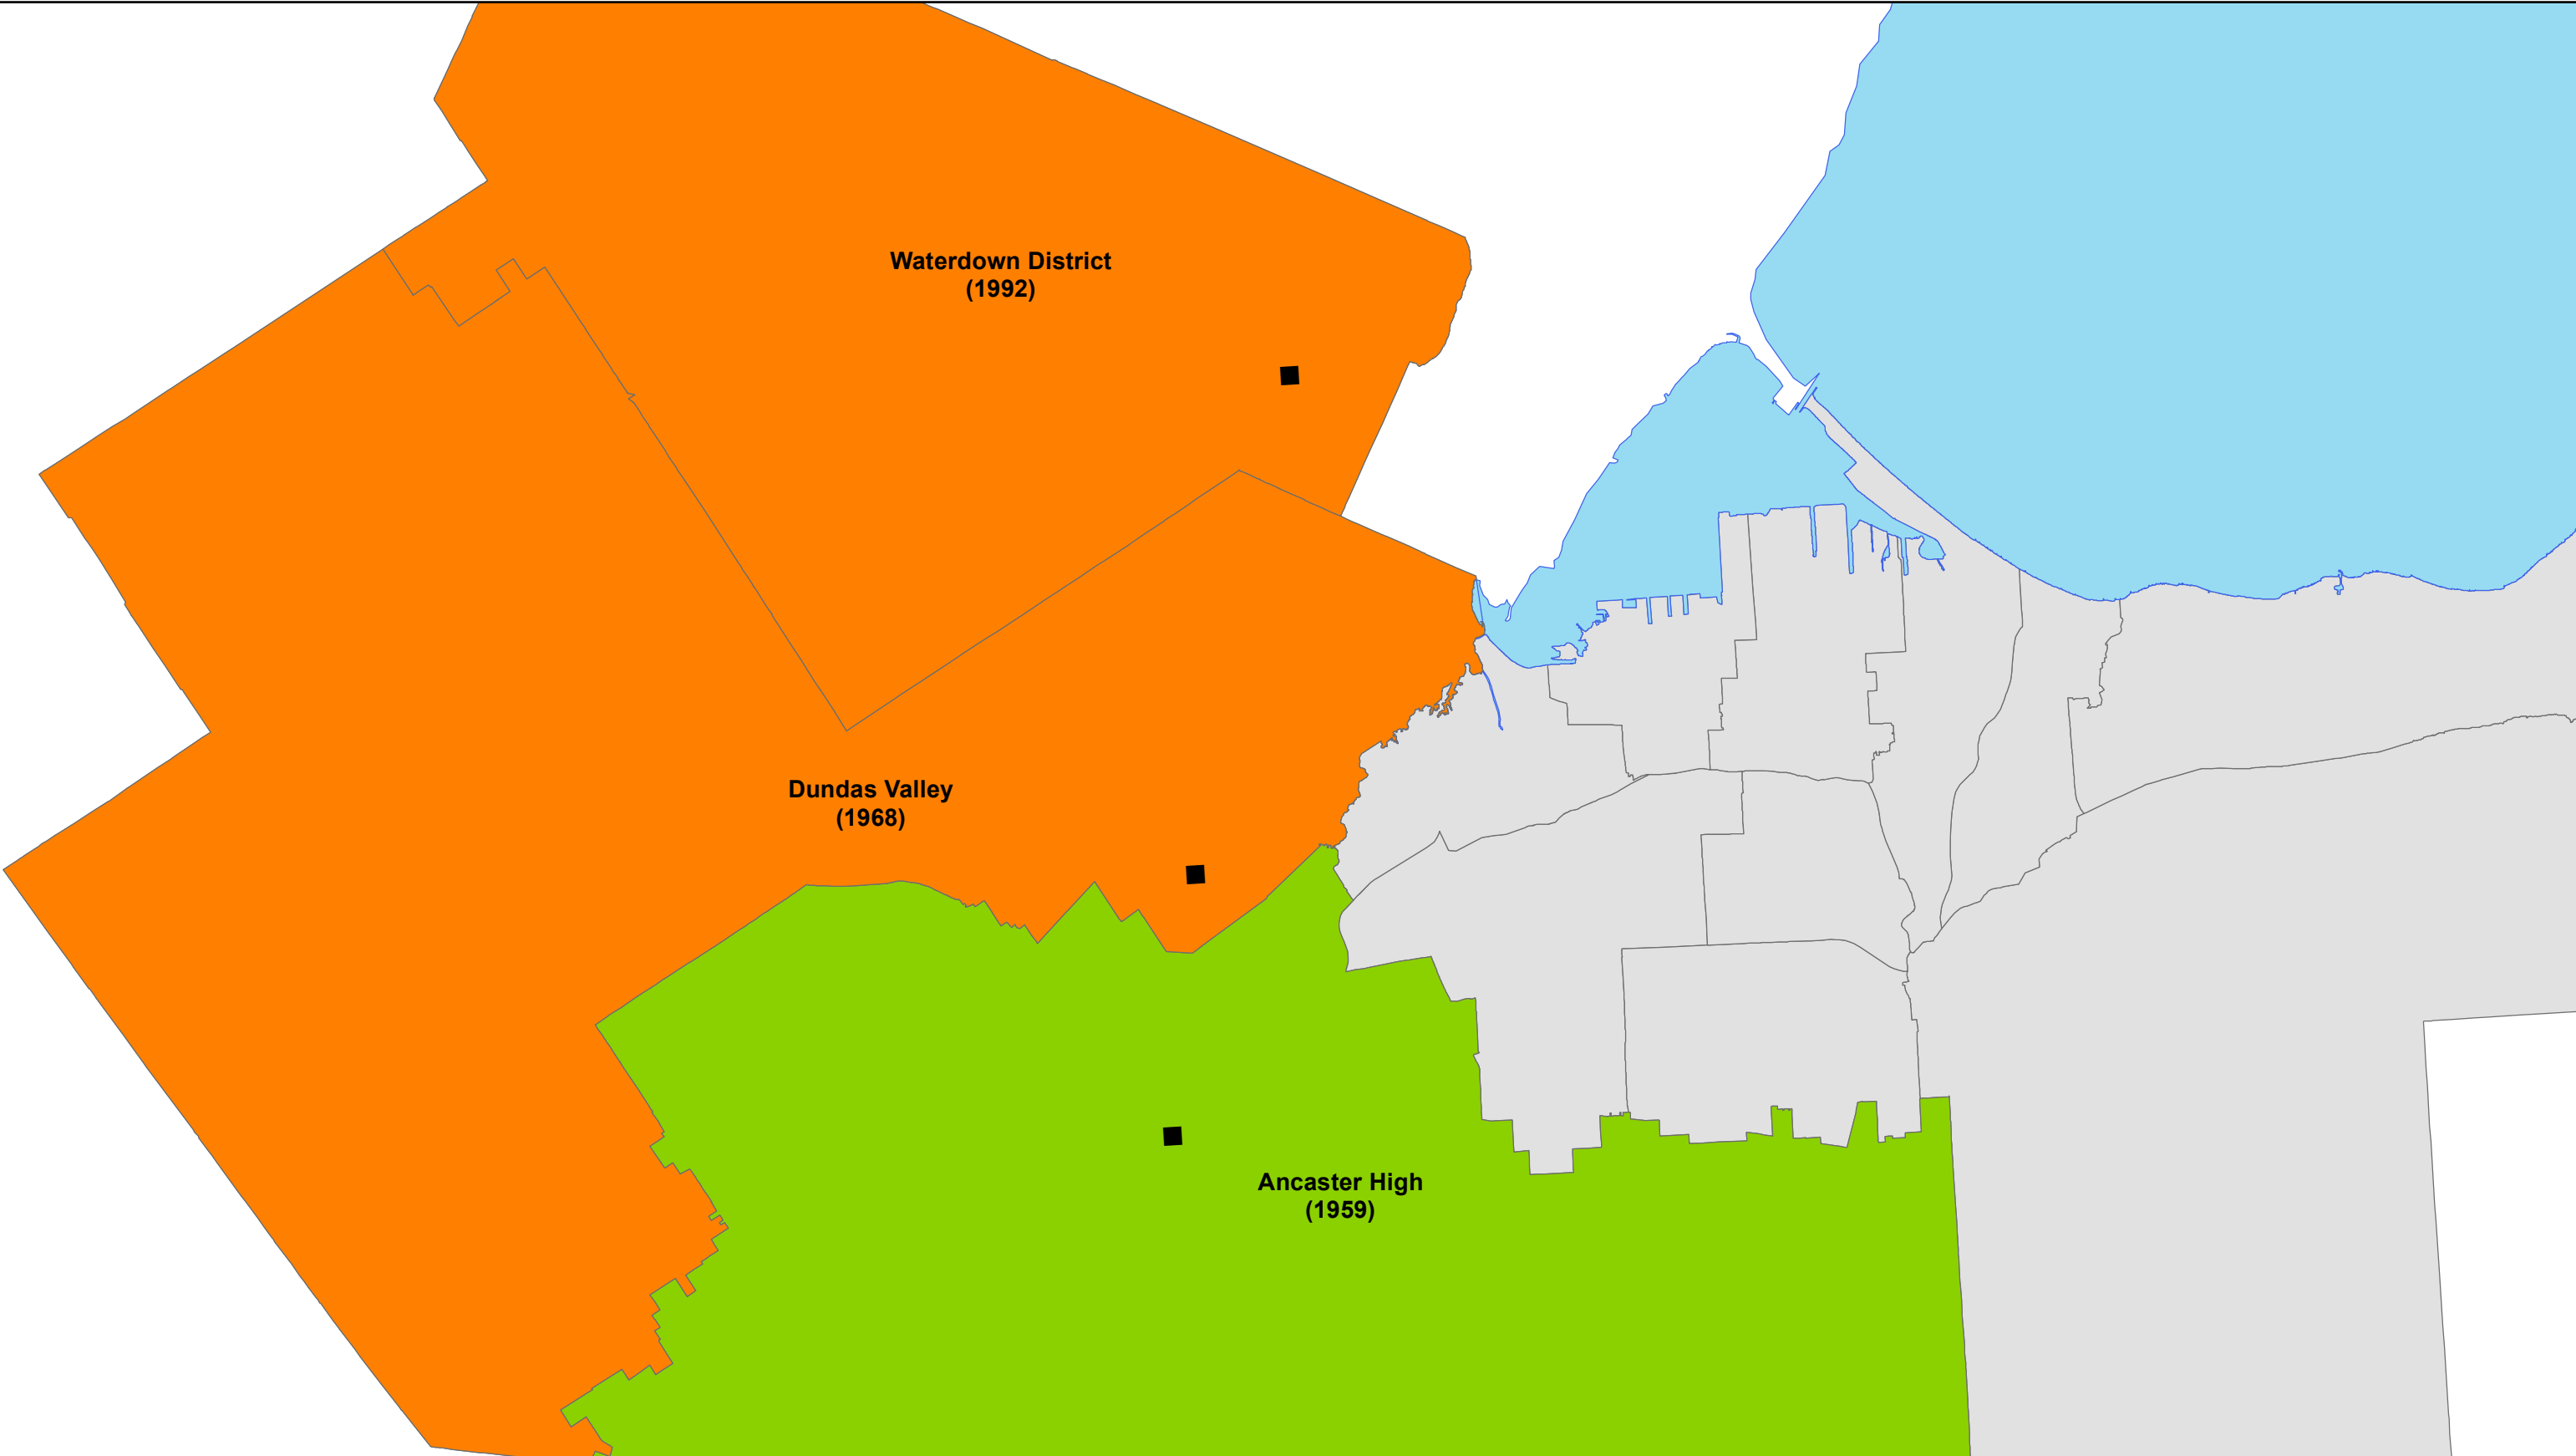 Waterdown District
(1992)
Dundas Valley
(1968)
Ancaster High
(1959)